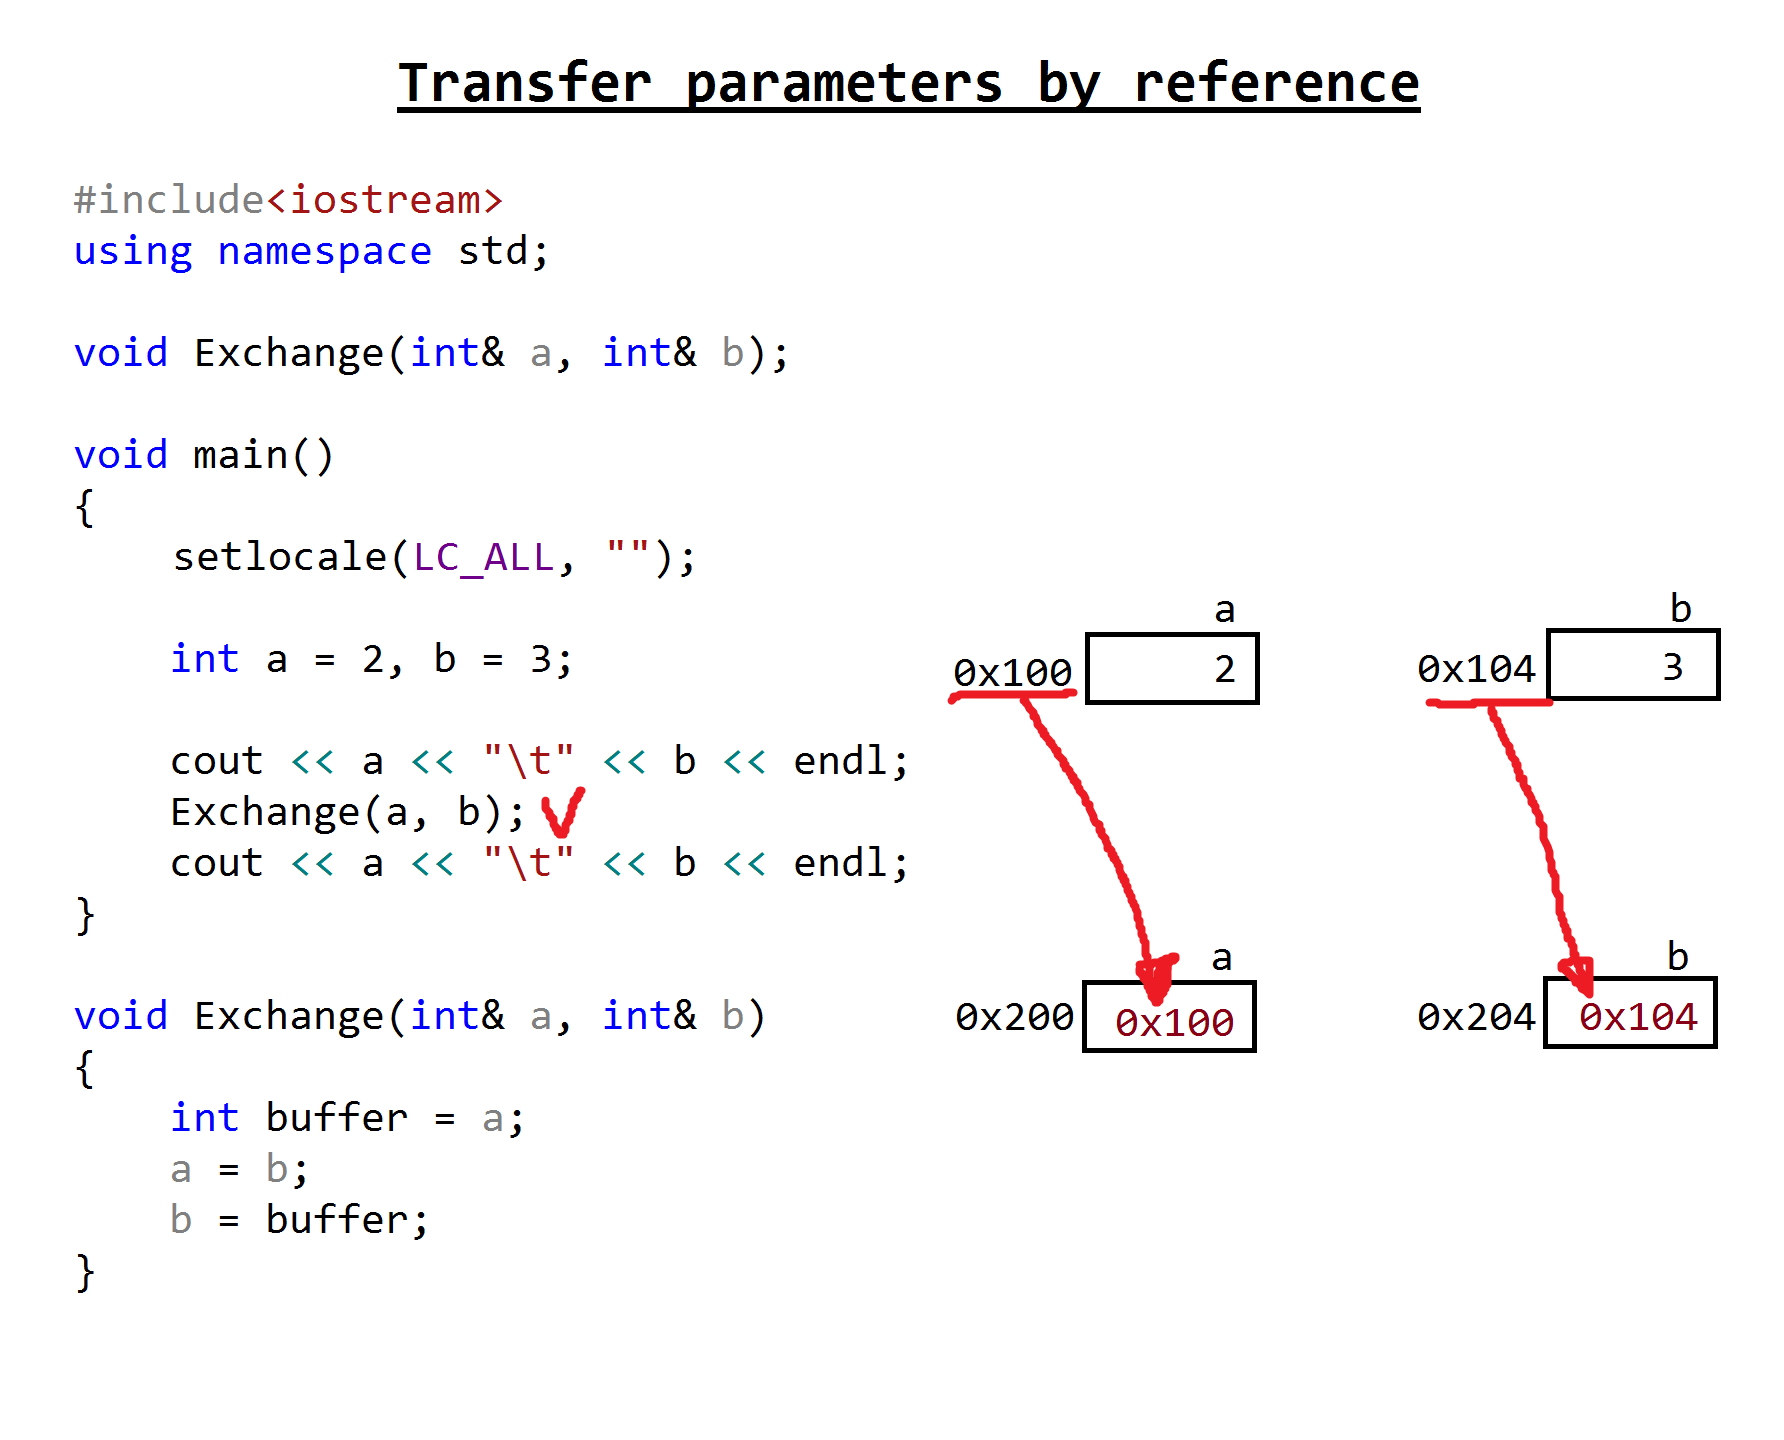 Transfer parameters by reference
#include<iostream>
using namespace std;
void Exchange(int& a, int& b);
void main()
{
setlocale(LC_ALL, "");
int a = 2, b = 3;
cout << a << "\t" << b << endl;
Exchange(a, b);
cout << a << "\t" << b << endl;
}
void Exchange(int& a, int& b)
{
int buffer = a;
a = b;
b = buffer;
}
a
0x100 2
b
0x104 3
a
0x200 0x100
b
0x204 0x104